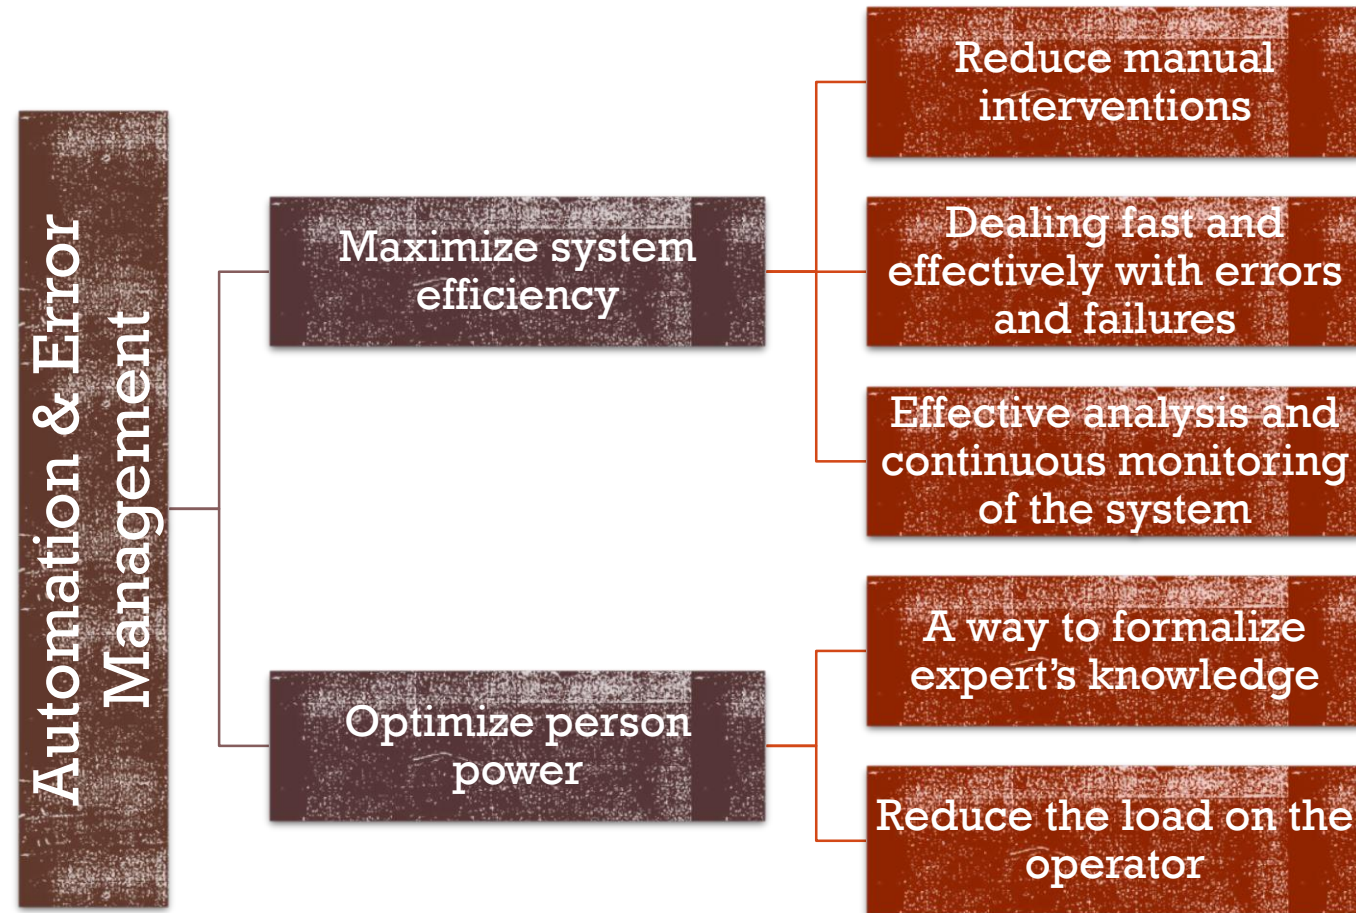 Automation & Error
Management
Maximize system
efficiency
Reduce manual
interventions
Dealing fast and
effectively with errors
and failures
Effective analysis and
continuous monitoring
of the system
Optimize person
power
A way to formalize
expert’s knowledge
Reduce the load on the
operator